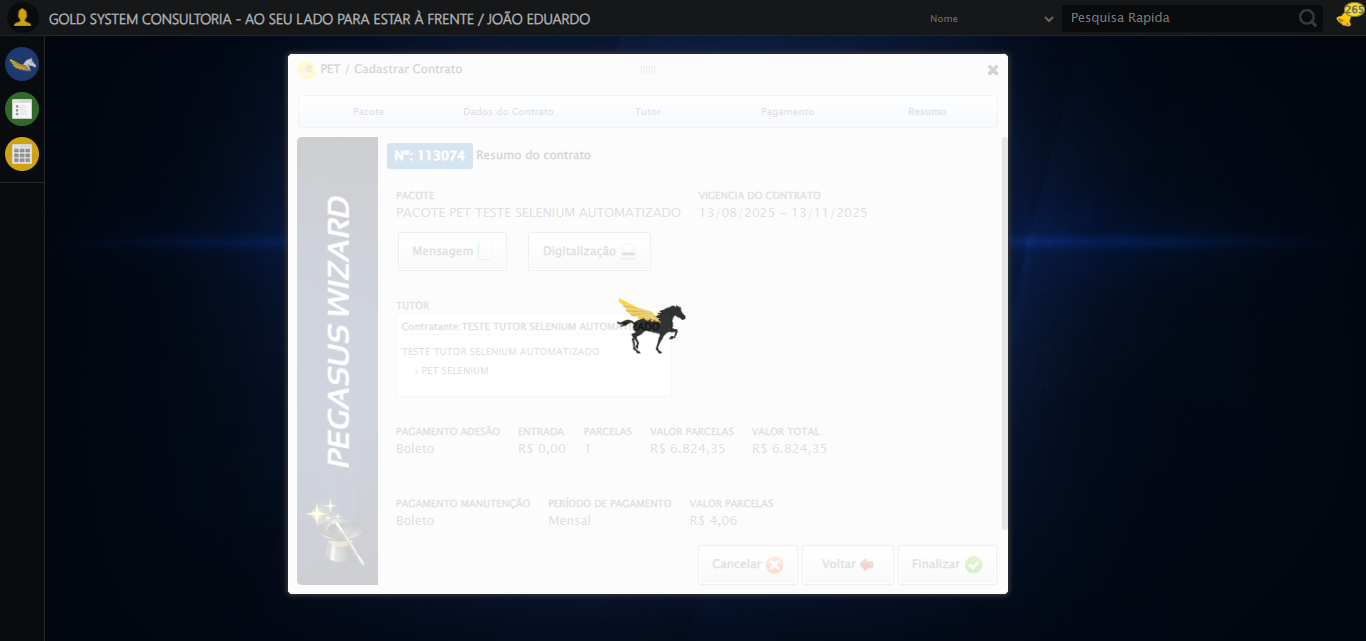 GOLD SYSTEM CONSULTORIA - AO SEU LADO PARA ESTAR À FRENTE / JOÃO EDUARDO
Nome
Pesquisa Rapida
265
PET / Cadastrar Contrato
Pacote Dados do Contrato Tutor Pagamento Resumo
PEGASUS WIZARD
Nº: 113074 Resumo do contrato
PACOTE VIGENCIA DO CONTRATO
PACOTE PET TESTE SELENIUM AUTOMATIZADO 13/08/2025 - 13/11/2025
Mensagem Digitalização
TUTOR
Contratante:TESTE TUTOR SELENIUM AUTOMATIZADO
TESTE TUTOR SELENIUM AUTOMATIZADO
› PET SELENIUM
PAGAMENTO ADESÃO ENTRADA PARCELAS VALOR PARCELAS VALOR TOTAL
Boleto R$ 0,00 1 R$ 6.824,35 R$ 6.824,35
PAGAMENTO MANUTENÇÃO PERÍODO DE PAGAMENTO VALOR PARCELAS
Boleto Mensal R$ 4,06
Cancelar Voltar Finalizar